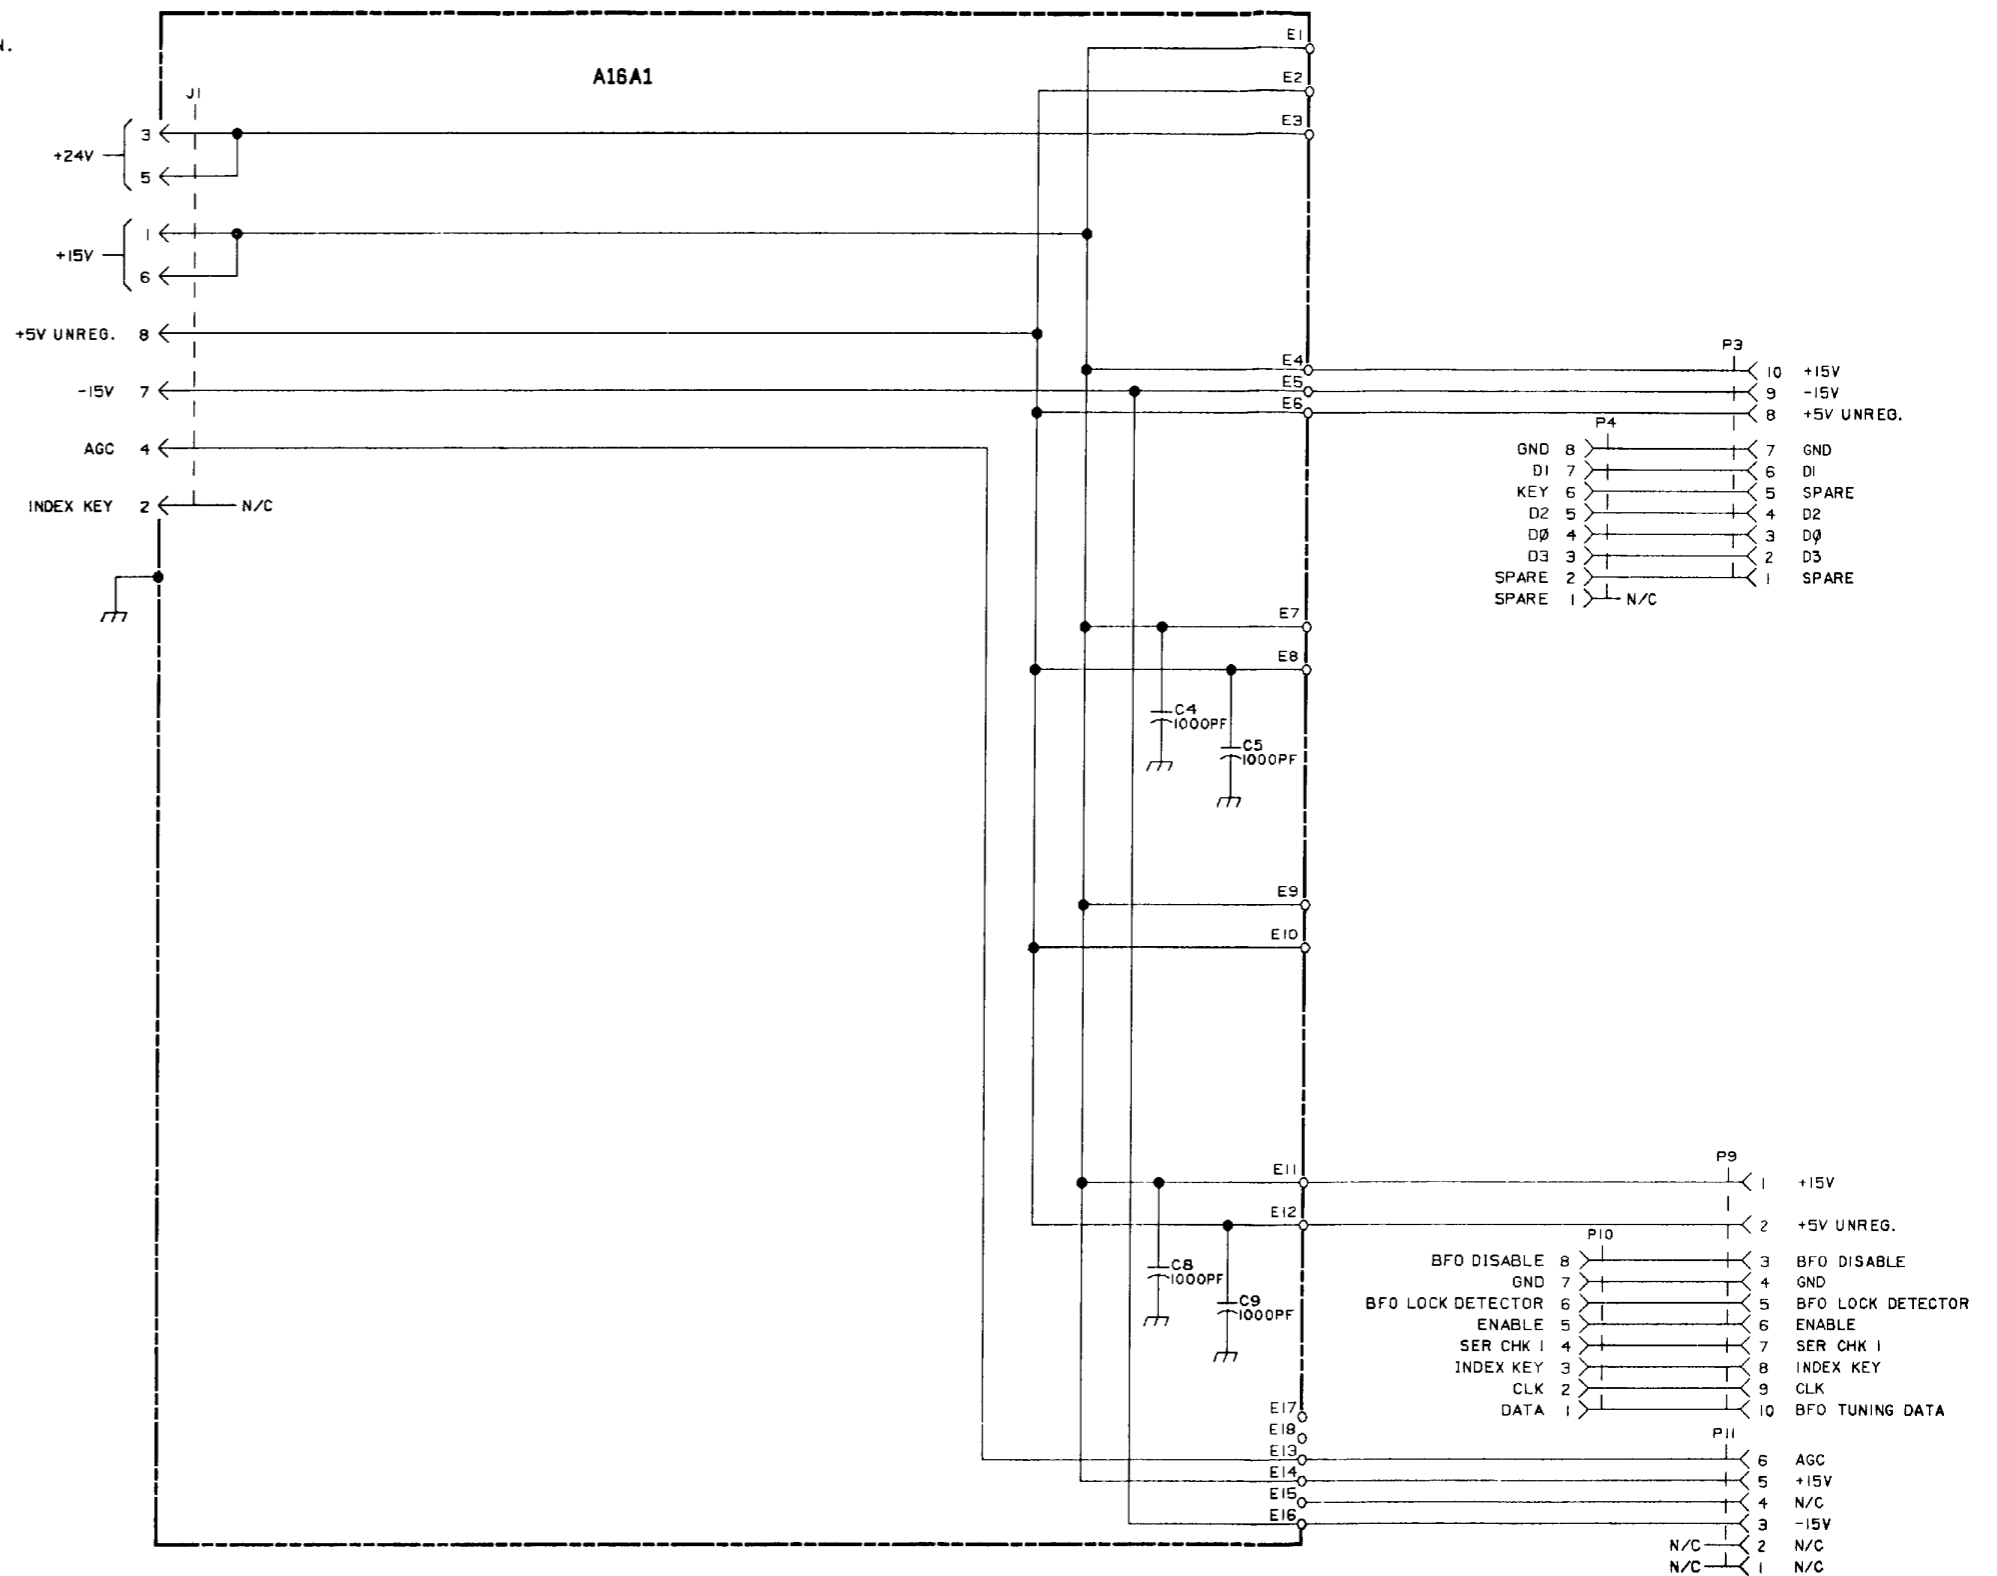 N.
A16A1
J1
+24V
3
5
+15V
1
6
+5V UNREG. 8
-15V 7
AGC 4
INDEX KEY 2
N/C
E1
E2
E3
E4
E5
E6
P3
10 +15V
9 -15V
8 +5V UNREG.
P4
GND 8
7 GND
D1 7
6 D1
KEY 6
5 SPARE
D2 5
4 D2
DØ 4
3 DØ
D3 3
2 D3
SPARE 2
1 SPARE
SPARE 1
N/C
E7
E8
C4
1000PF
C5
1000PF
E9
E10
E11
E12
P9
1 +15V
2 +5V UNREG.
C8
1000PF
C9
1000PF
P10
BFO DISABLE 8
3 BFO DISABLE
GND 7
4 GND
BFO LOCK DETECTOR 6
5 BFO LOCK DETECTOR
ENABLE 5
6 ENABLE
SER CHK 1 4
7 SER CHK 1
INDEX KEY 3
8 INDEX KEY
CLK 2
9 CLK
DATA 1
10 BFO TUNING DATA
E17
E18
E13
E14
E15
E16
P11
6 AGC
5 +15V
4 N/C
3 -15V
N/C
2 N/C
N/C
1 N/C